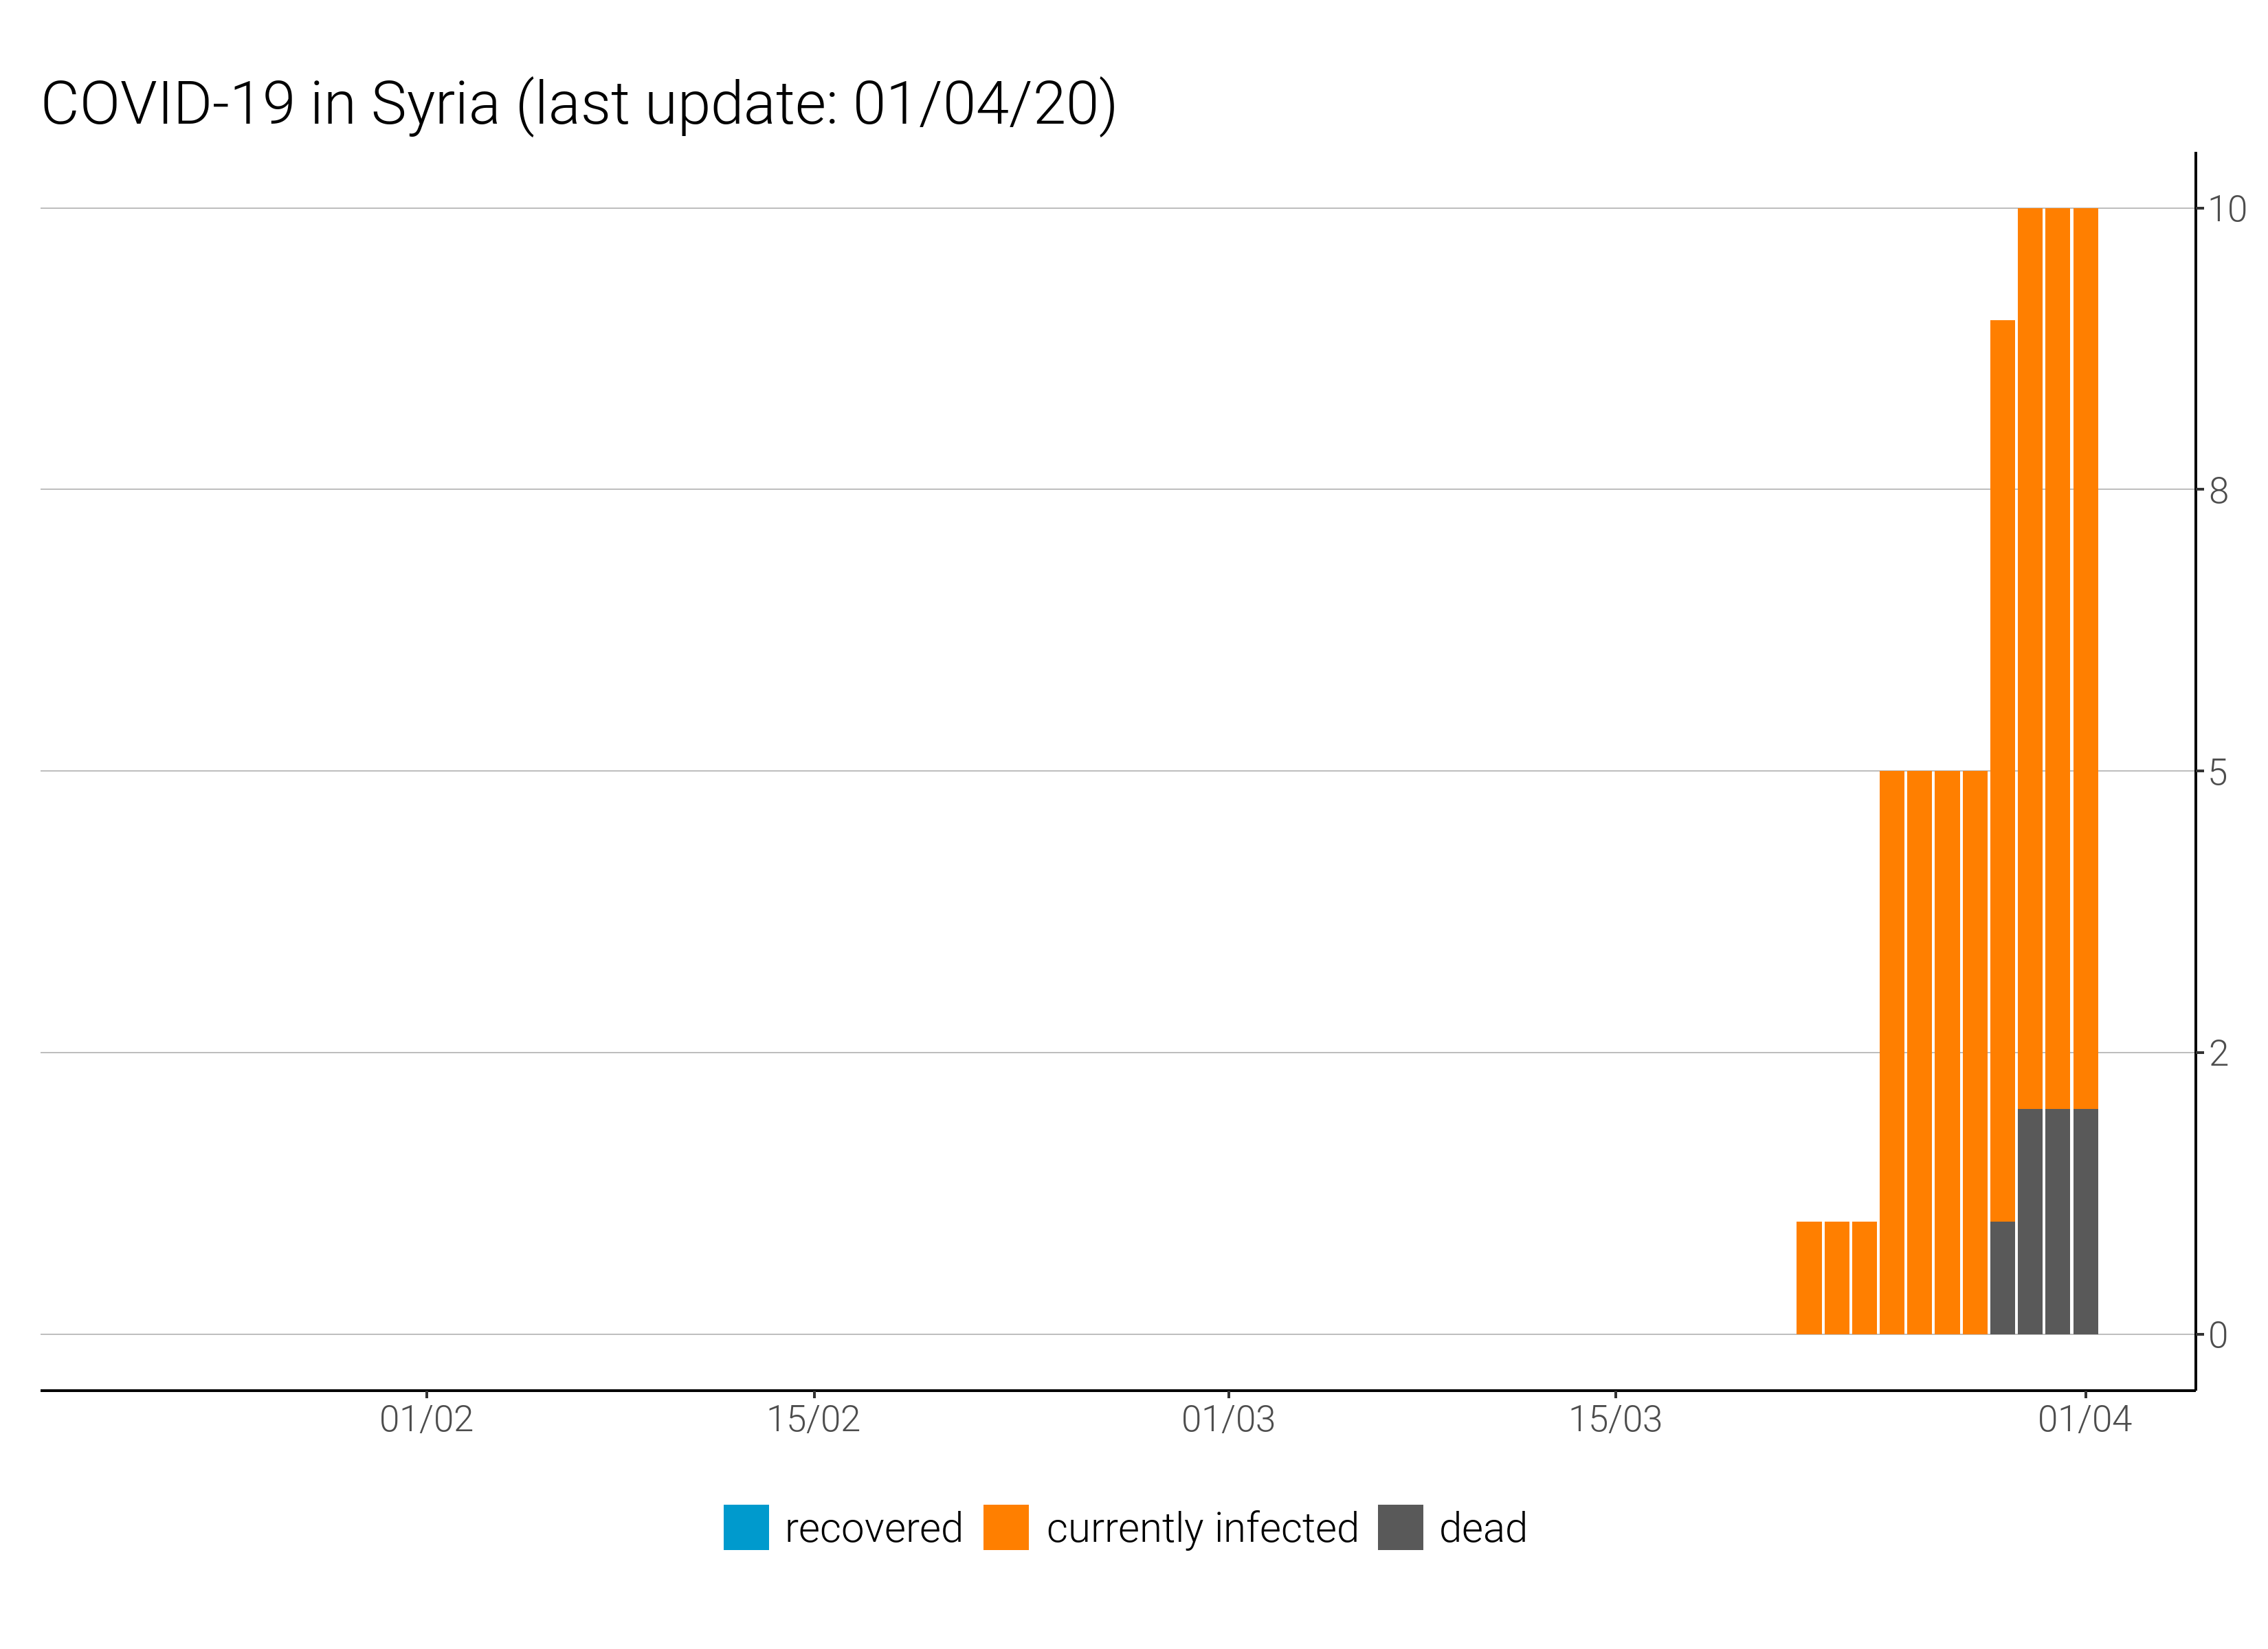 COVID-19 in Syria (last update: 01/04/20)
10
8
5
2
0
01/02 15/02 01/03 15/03 01/04
recovered currently infected dead